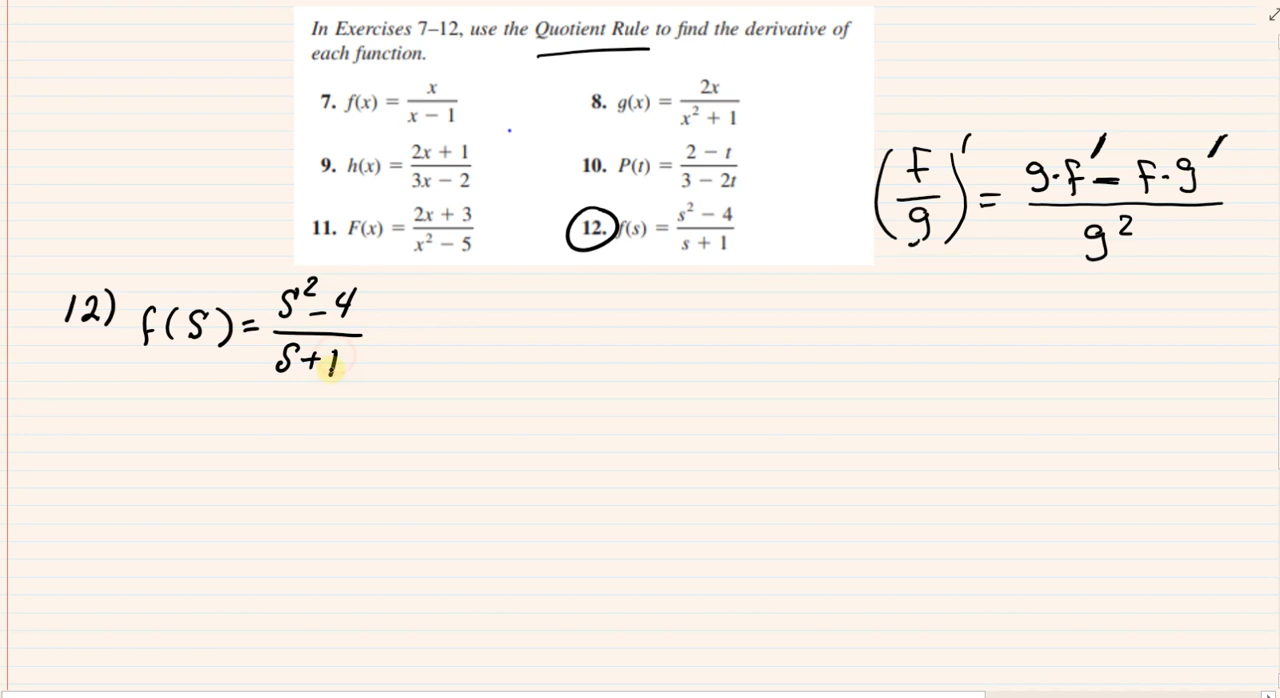 In Exercises 7–12, use the Quotient Rule to find the derivative of
each function.
7. f(x) = x / x − 1
8. g(x) = 2x / x² + 1
9. h(x) = 2x + 1 / 3x − 2
10. P(t) = 2 − t / 3 − 2t
11. F(x) = 2x + 3 / x² − 5
12. f(s) = s² − 4 / s + 1
(f / g)′ = g·f′ − f·g′ / g²
12) f(s) = s² − 4 / s + 1